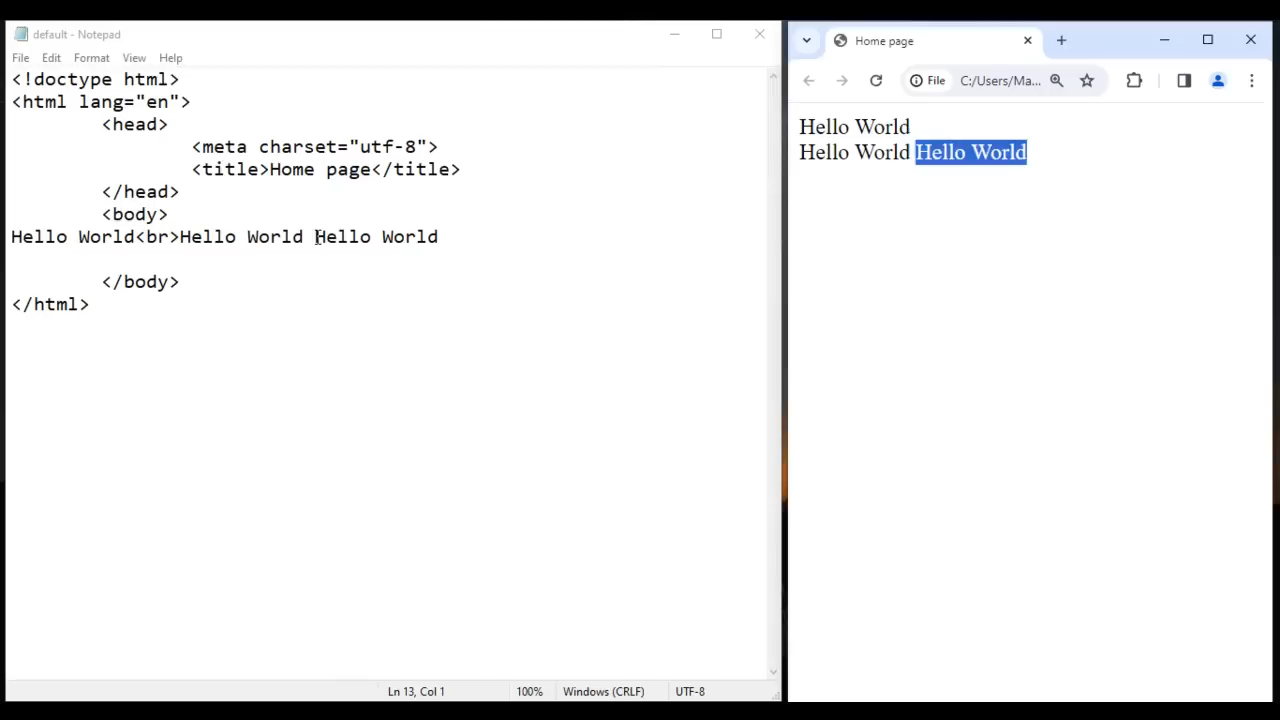 default - Notepad
File Edit Format View Help
<!doctype html>
<html lang="en">
<head>
<meta charset="utf-8">
<title>Home page</title>
</head>
<body>
Hello World<br>Hello World Hello World
</body>
</html>
Ln 13, Col 1 100% Windows (CRLF) UTF-8
Home page
File C:/Users/Ma...
Hello World
Hello World Hello World